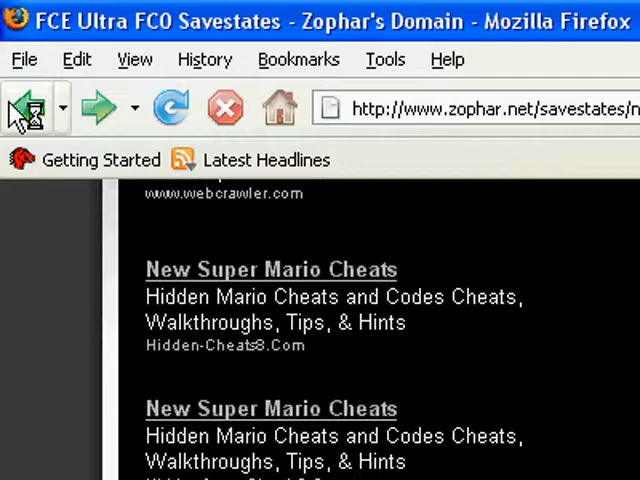 FCE Ultra FC0 Savestates - Zophar's Domain - Mozilla Firefox
File Edit View History Bookmarks Tools Help
http://www.zophar.net/savestates/n
Getting Started Latest Headlines
www.webcrawler.com
New Super Mario Cheats
Hidden Mario Cheats and Codes Cheats,
Walkthroughs, Tips, & Hints
Hidden-Cheats8.Com
New Super Mario Cheats
Hidden Mario Cheats and Codes Cheats,
Walkthroughs, Tips, & Hints